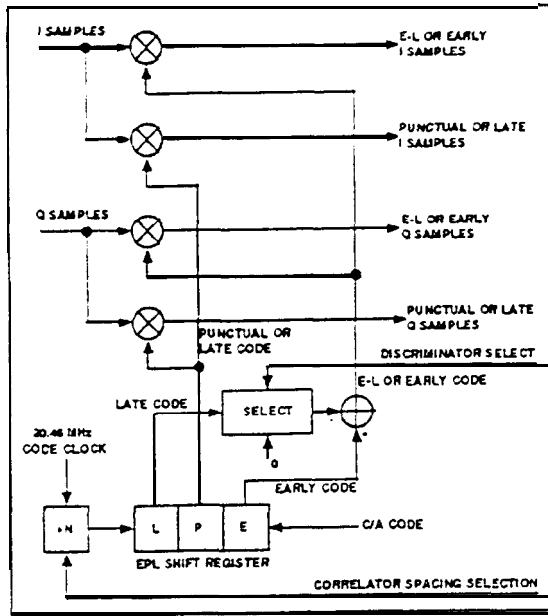 I SAMPLES
E-L OR EARLY
I SAMPLES
PUNCTUAL OR LATE
I SAMPLES
Q SAMPLES
E-L OR EARLY
Q SAMPLES
PUNCTUAL OR LATE
Q SAMPLES
PUNCTUAL OR
LATE CODE
DISCRIMINATOR SELECT
E-L OR EARLY CODE
LATE CODE
SELECT
20.46 MHz
CODE CLOCK
EARLY CODE
÷N
L P E
C/A CODE
EPL SHIFT REGISTER
CORRELATOR SPACING SELECTION